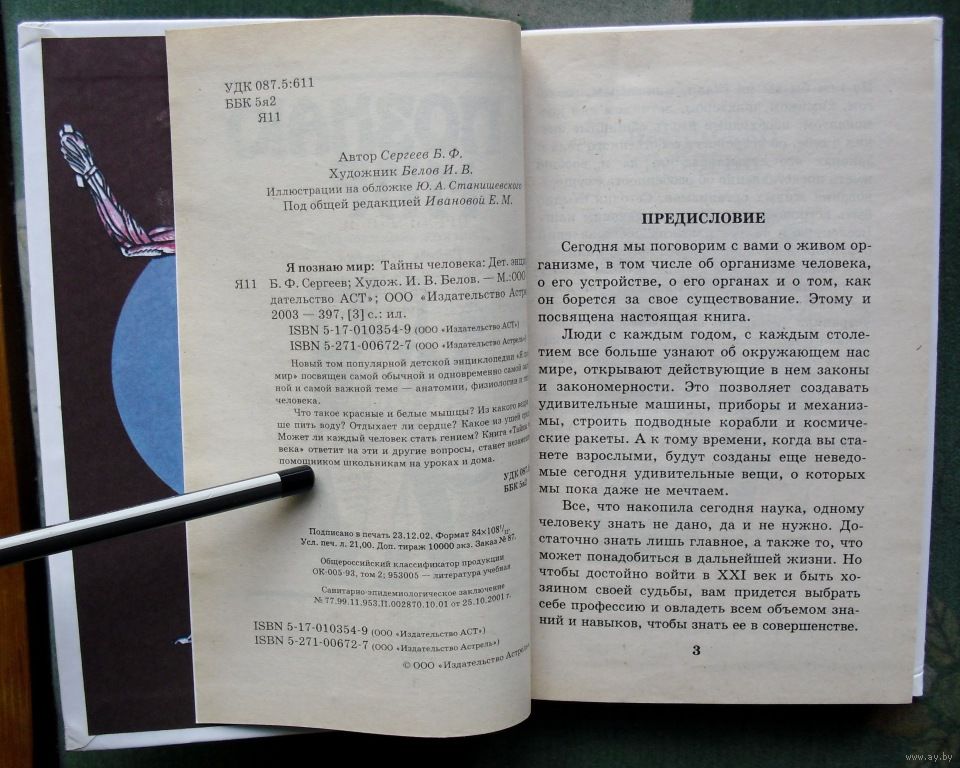 УДК 087.5:611
ББК 5я2
Я11
Автор Сергеев Б. Ф.
Художник Белов И. В.
Иллюстрации на обложке Ю. А. Станишевского
Под общей редакцией Ивановой Е. М.
Я познаю мир: Тайны человека: Дет. энци
Я11 Б. Ф. Сергеев; Худож. И. В. Белов. — М.: ООО
дательство АСТ»; ООО «Издательство Астре
2003 — 397, [3] с.: ил.
ISBN 5-17-010354-9 (ООО «Издательство АСТ»)
ISBN 5-271-00672-7 (ООО «Издательство Астрель»)
Новый том популярной детской энциклопедии «Я
мир» посвящен самой обычной и одновременно самой
ной и самой важной теме — анатомии, физиологии и
человека.
Что такое красные и белые мышцы? Из какого
ше пить воду? Отдыхает ли сердце? Какое из ушей
Может ли каждый человек стать гением? Книга «Тайны
века» ответит на эти и другие вопросы, станет
помощником школьникам на уроках и дома.
УДК 087.
ББК 5я2
Подписано в печать 23.12.02. Формат 84×108 1/
Усл. печ. л. 21,00. Доп. тираж 10000 экз. Заказ № 87.
Общероссийский классификатор продукции
ОК-005-93, том 2; 953005 — литература учебная
Санитарно-эпидемиологическое заключение
№ 77.99.11.953.П.002870.10.01 от 25.10.2001 г.
ISBN 5-17-010354-9 (ООО «Издательство АСТ»)
ISBN 5-271-00672-7 (ООО «Издательство Астрель»)
© ООО «Издательство Астрель»
ПРЕДИСЛОВИЕ
Сегодня мы поговорим с вами о живом ор-
ганизме, в том числе об организме человека,
о его устройстве, о его органах и о том, как
он борется за свое существование. Этому и
посвящена настоящая книга.
Люди с каждым годом, с каждым столе-
тием все больше узнают об окружающем нас
мире, открывают действующие в нем законы
и закономерности. Это позволяет создавать
удивительные машины, приборы и механиз-
мы, строить подводные корабли и космиче-
ские ракеты. А к тому времени, когда вы ста-
нете взрослыми, будут созданы еще неведо-
мые сегодня удивительные вещи, о которых
мы пока даже не мечтаем.
Все, что накопила сегодня наука, одному
человеку знать не дано, да и не нужно. До-
статочно знать лишь главное, а также то, что
может понадобиться в дальнейшей жизни. Но
чтобы достойно войти в XXI век и быть хо-
зяином своей судьбы, вам придется выбрать
себе профессию и овладеть всем объемом зна-
ний и навыков, чтобы знать ее в совершенстве.
3
www.ay.by